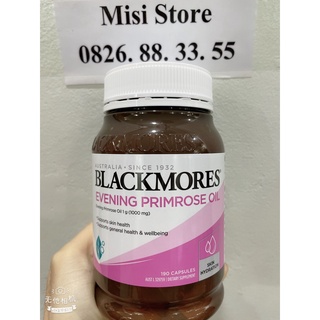 Misi Store
0826. 88. 33. 55
AUSTRALIA • SINCE 1932
BLACKMORES
EVENING PRIMROSE OIL
Evening Primrose Oil 1 g (1000 mg)
Supports skin health
Supports general health & wellbeing
190 CAPSULES
SKIN
HYDRATION